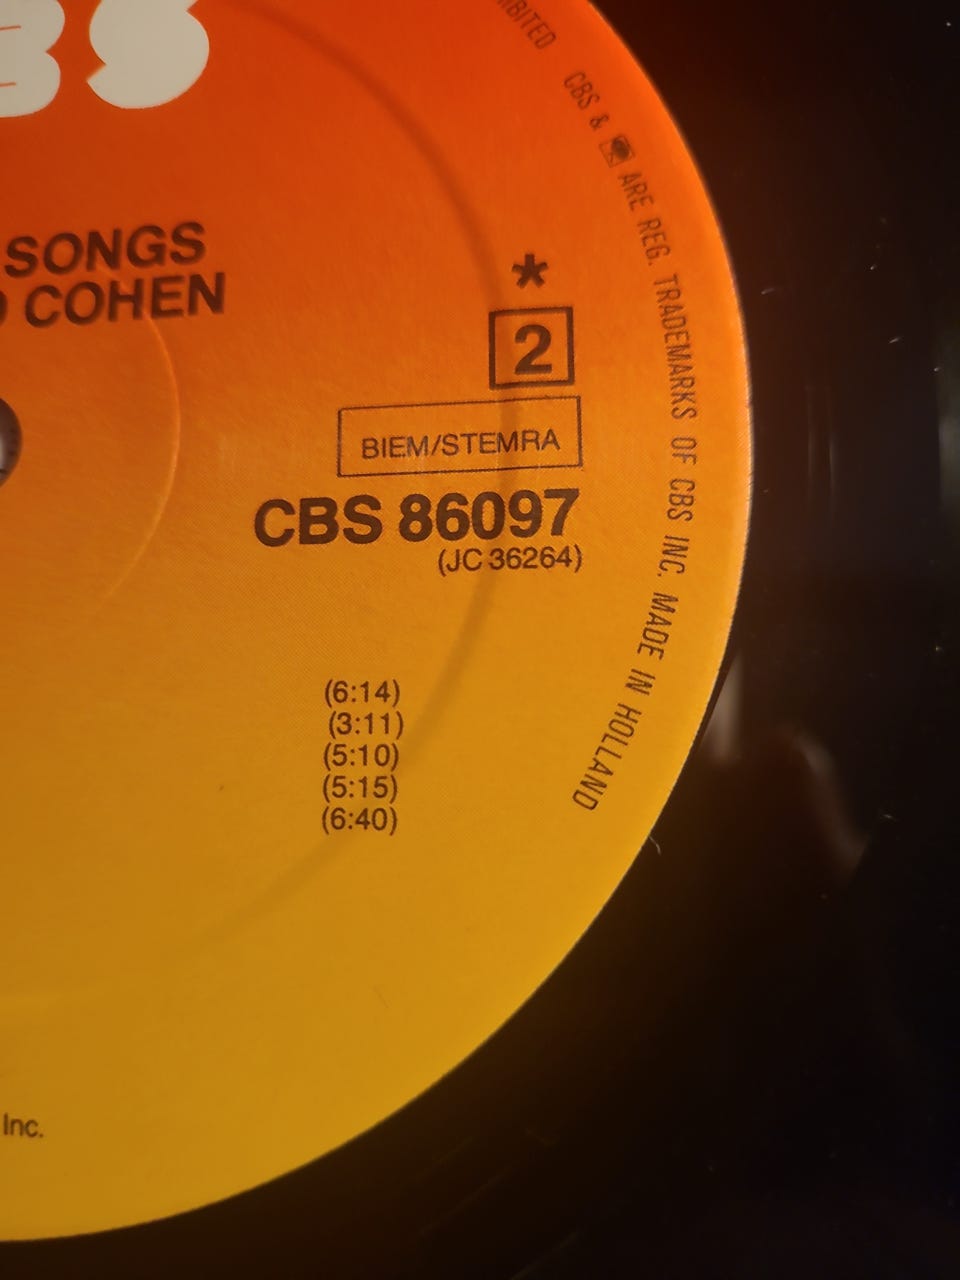 BS
SONGS
COHEN
*
2
BIEM/STEMRA
CBS 86097
(JC 36264)
(6:14)
(3:11)
(5:10)
(5:15)
(6:40)
Inc.
CBS & ARE REG. TRADEMARKS OF CBS INC. MADE IN HOLLAND